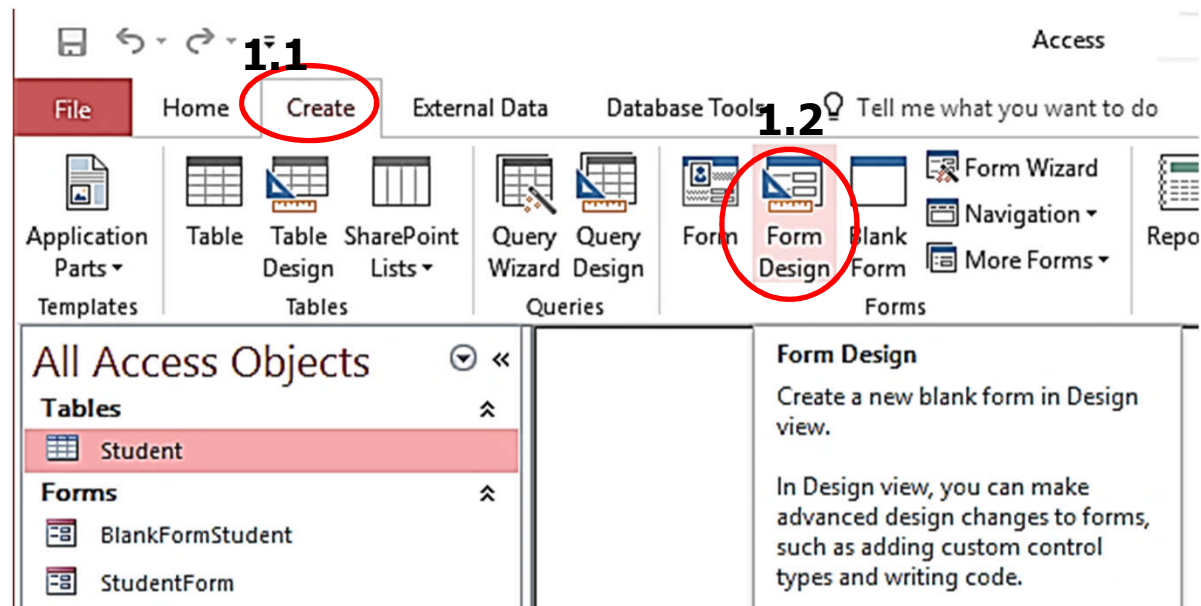 Access
1.1
File Home Create External Data Database Tools 1.2 Tell me what you want to do
Application Parts
Table
Table Design
SharePoint Lists
Query Wizard
Query Design
Form
Form Design
Blank Form
Form Wizard
Navigation
More Forms
Templates Tables Queries Forms
All Access Objects
Tables
Student
Forms
BlankFormStudent
StudentForm
Form Design
Create a new blank form in Design
view.
In Design view, you can make
advanced design changes to forms,
such as adding custom control
types and writing code.